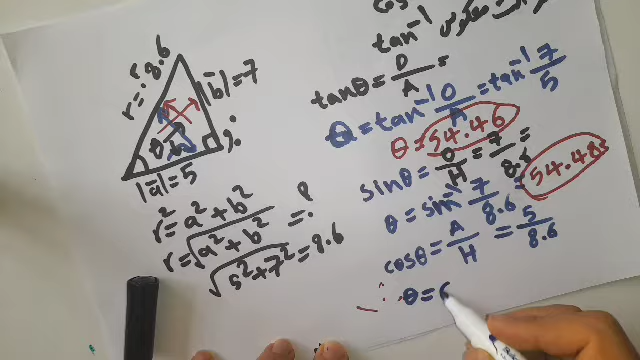 r = 8.6
|b̄| = 7
θ
90°
|ā| = 5
r² = a² + b²
r = √a² + b² = ?
√5² + 7² = 8.6
cos
tan⁻¹
tanθ = O/A =
θ = tan⁻¹ O/A = tan⁻¹ 7/5
θ = 54.46
sinθ = O/H = 7/8.6 =
θ = sin⁻¹ 7/8.6 = 54.48
cosθ = A/H = 5/8.6
∴ θ = c